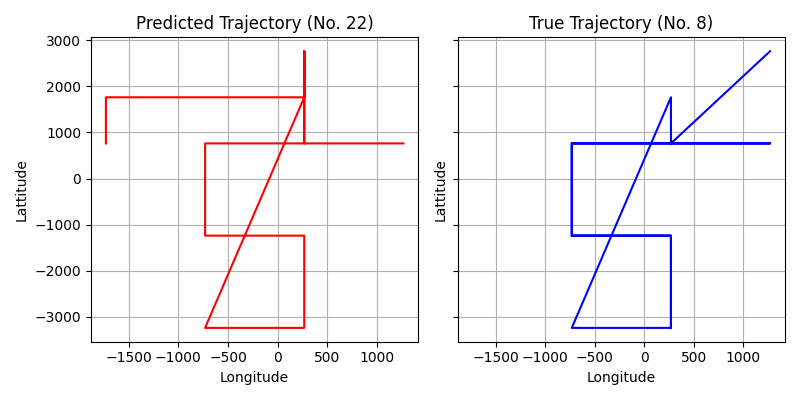 Predicted Trajectory (No. 22)
True Trajectory (No. 8)
3000
2000
1000
0
−1000
−2000
−3000
Lattitude
Lattitude
−1500 −1000 −500 0 500 1000
−1500 −1000 −500 0 500 1000
Longitude
Longitude